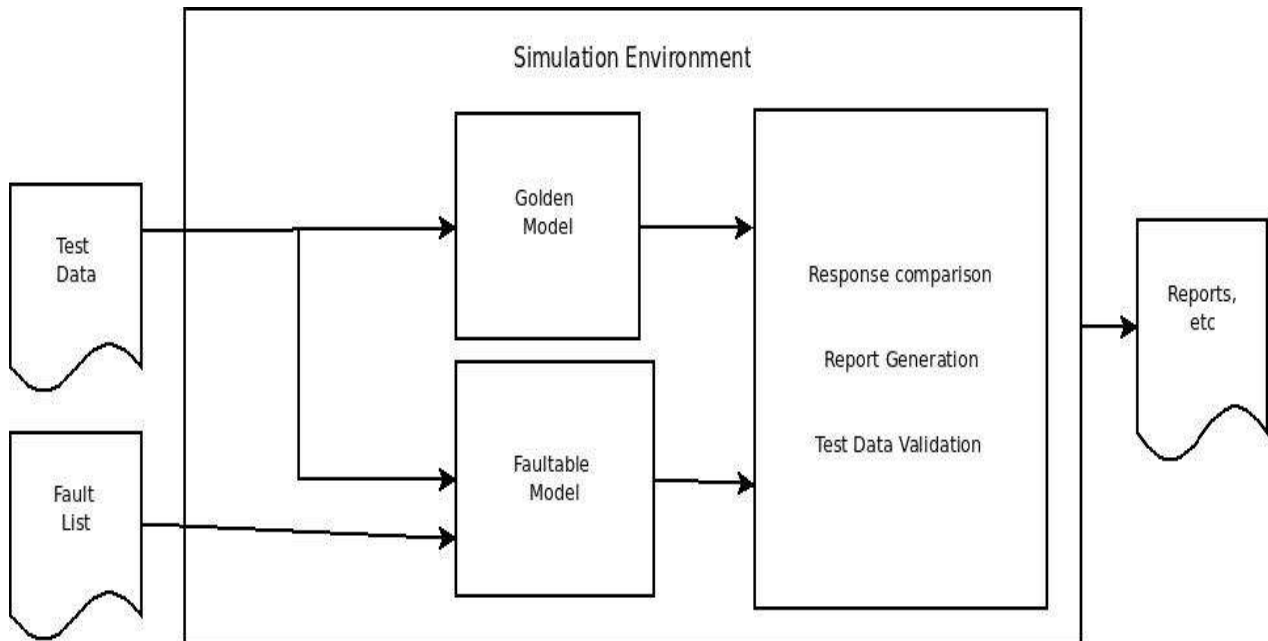 Simulation Environment
Test
Data
Golden
Model
Response comparison
Report Generation
Test Data Validation
Reports,
etc
Fault
List
Faultable
Model